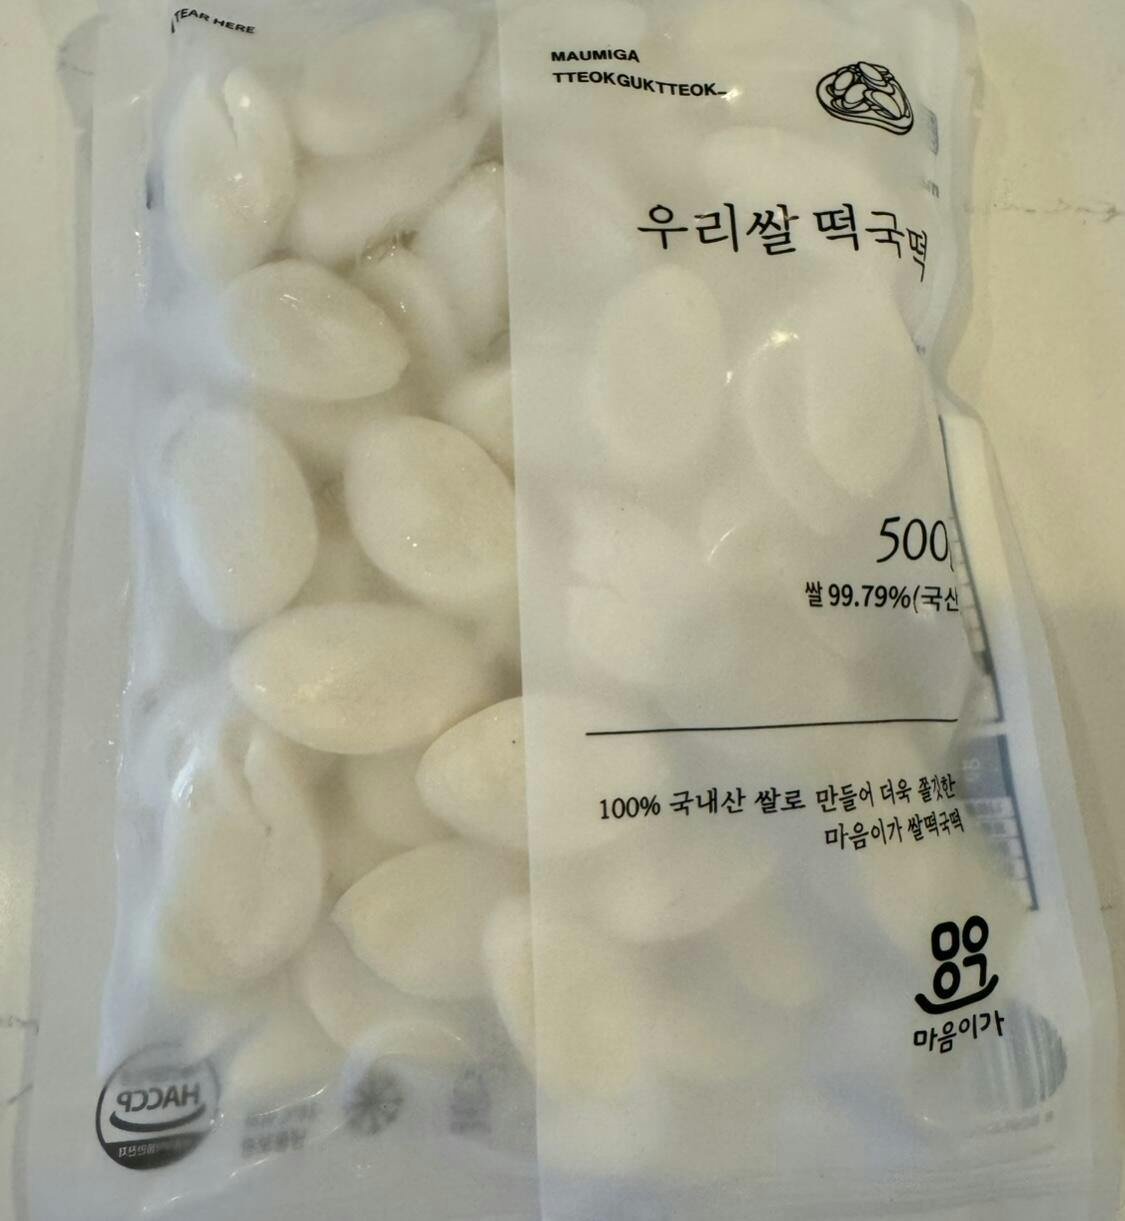 TEAR HERE
MAUMIGA
TTEOKGUKTTEOK_
우리쌀 떡국떡
500
쌀 99.79%(국산
100% 국내산 쌀로 만들어 더욱 쫄깃한
마음이가 쌀떡국떡
마음이가
HACCP